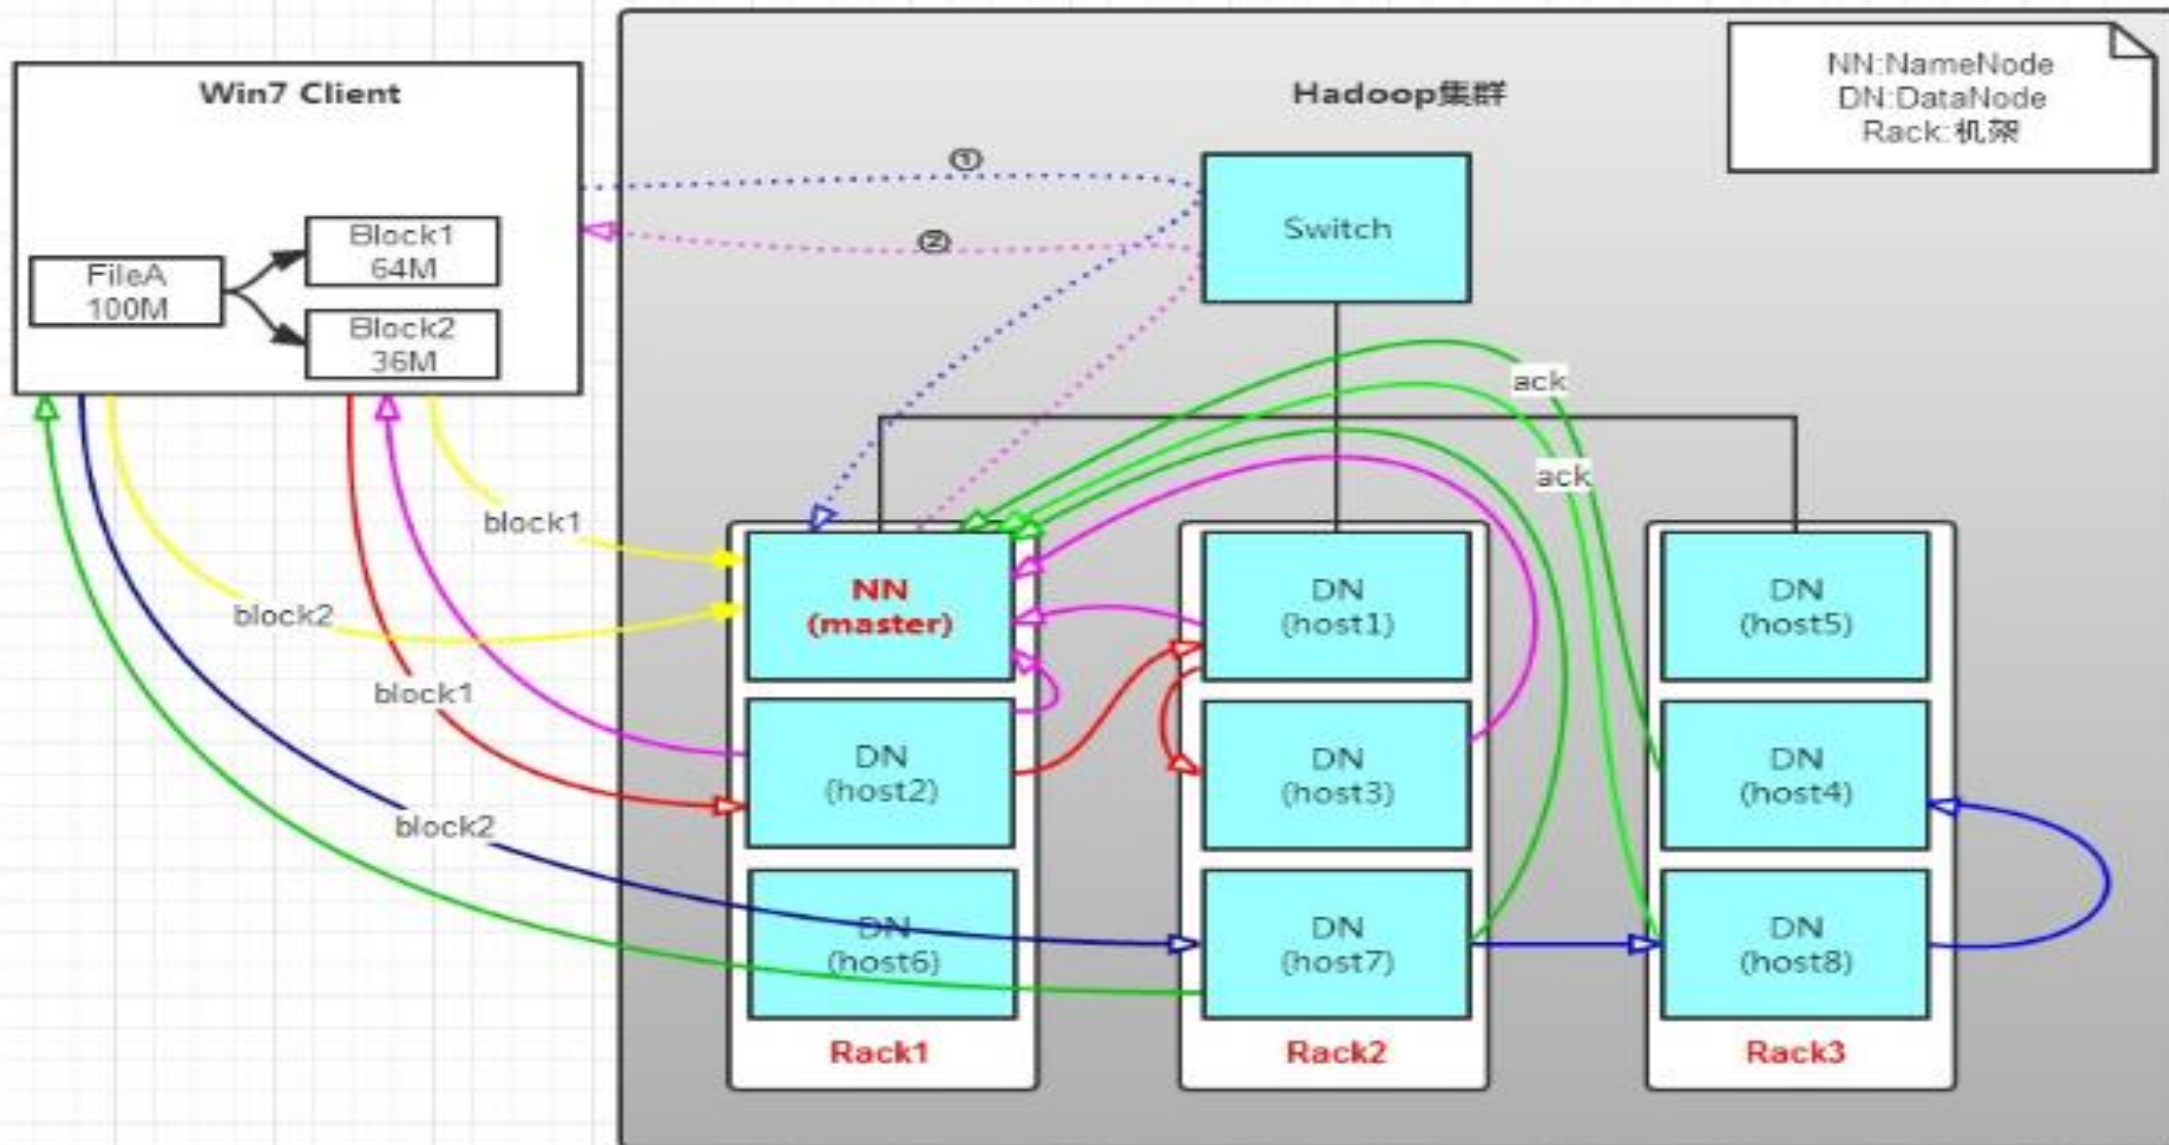 Win7 Client
FileA
100M
Block1
64M
Block2
36M
Hadoop集群
NN:NameNode
DN:DataNode
Rack:机架
①
②
Switch
ack
ack
block1
block2
block1
block2
NN
(master)
DN
(host2)
DN
(host6)
Rack1
DN
(host1)
DN
(host3)
DN
(host7)
Rack2
DN
(host5)
DN
(host4)
DN
(host8)
Rack3